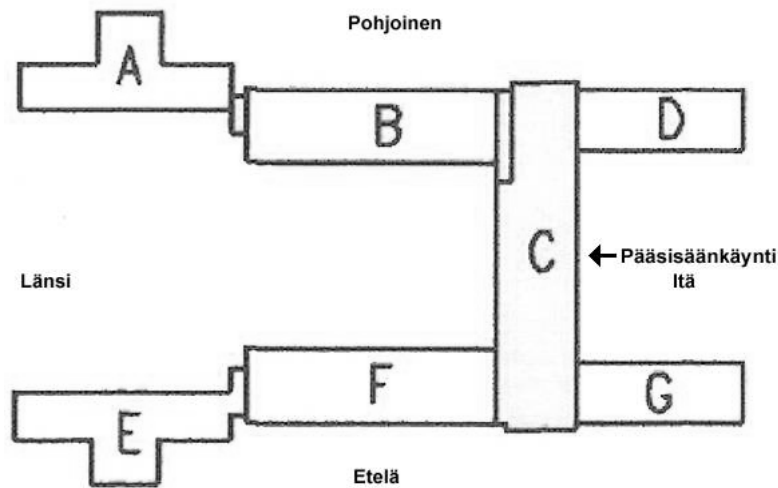 Pohjoinen
A
B
D
C
Länsi
Pääsisäänkäynti
Itä
F
G
E
Etelä